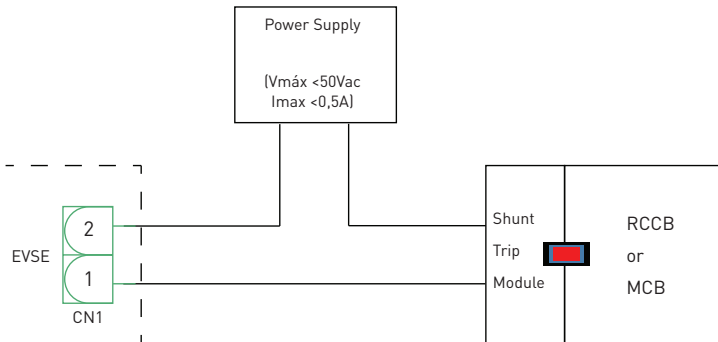 Power Supply
(Vmáx <50Vac
Imax <0,5A)
EVSE
2
1
CN1
Shunt
Trip
Module
RCCB
or
MCB